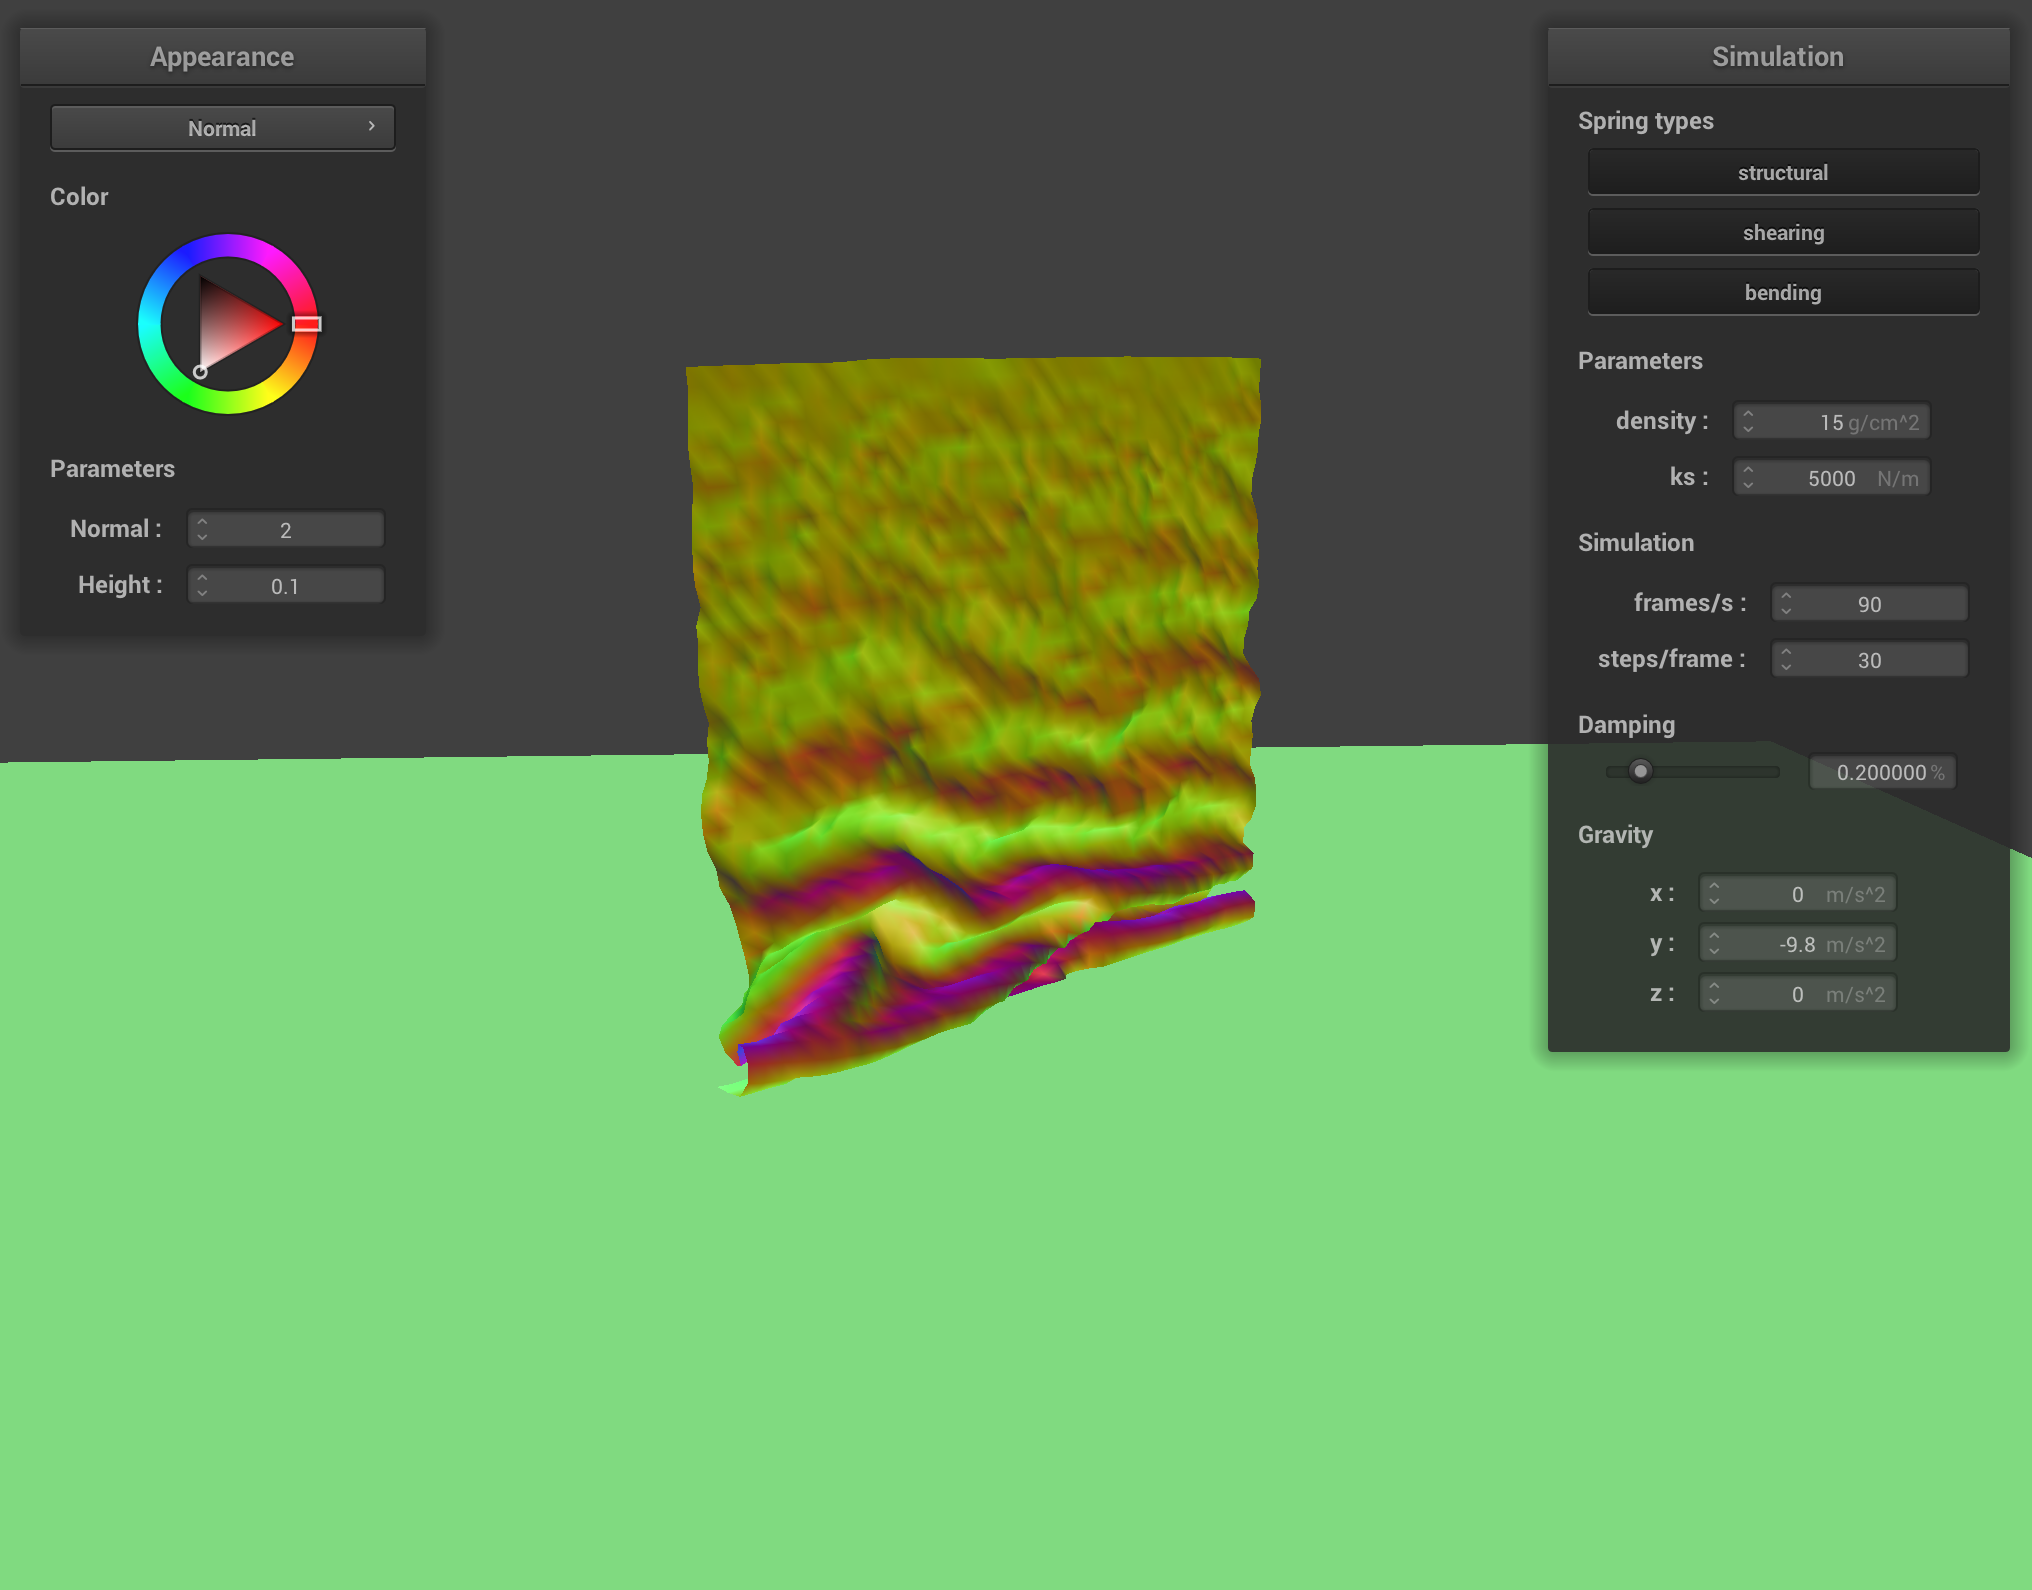 Appearance
Normal
Color
Parameters
Normal : 2
Height : 0.1
Simulation
Spring types
structural
shearing
bending
Parameters
density : 15 g/cm^2
ks : 5000 N/m
Simulation
frames/s : 90
steps/frame : 30
Damping
0.200000 %
Gravity
x : 0 m/s^2
y : -9.8 m/s^2
z : 0 m/s^2